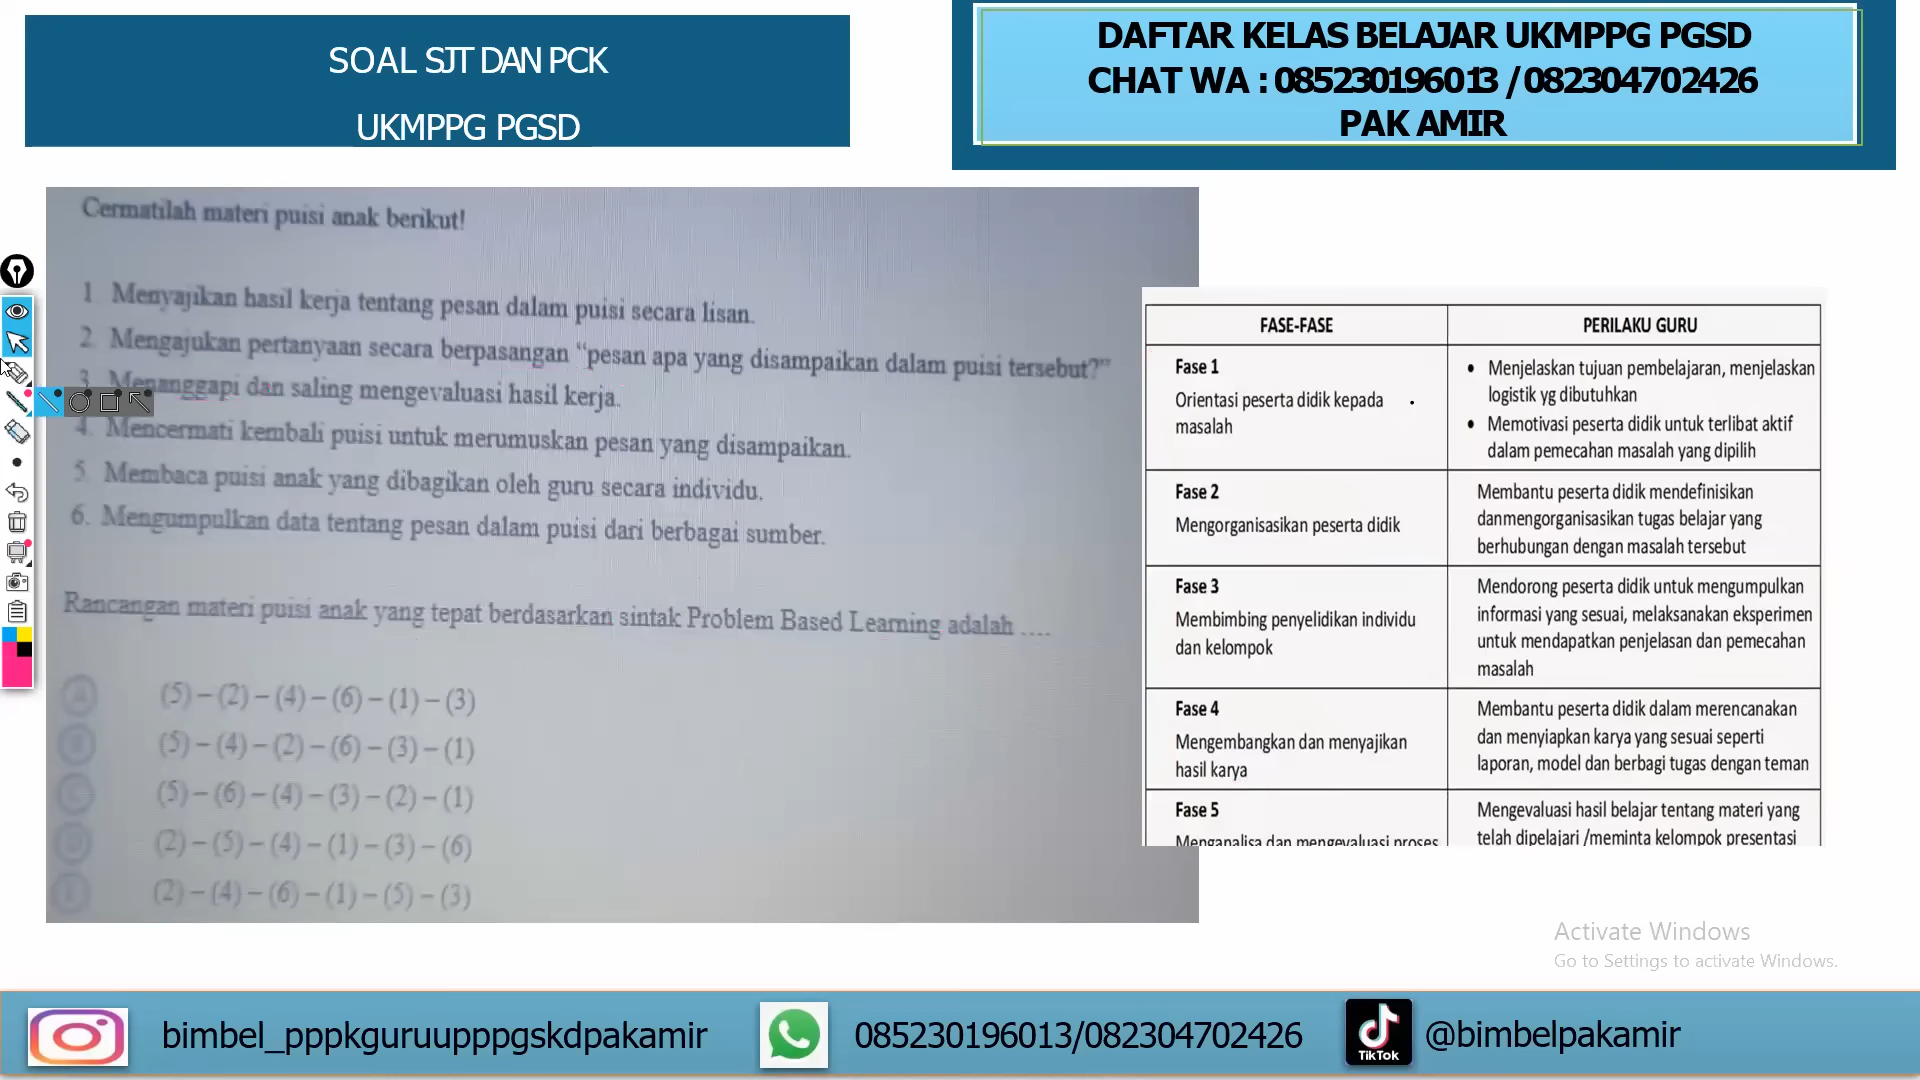 SOAL SJT DAN PCK
UKMPPG PGSD
DAFTAR KELAS BELAJAR UKMPPG PGSD
CHAT WA : 085230196013 / 082304702426
PAK AMIR
Cermatilah materi puisi anak berikut!
1. Menyajikan hasil kerja tentang pesan dalam puisi secara lisan.
2. Mengajukan pertanyaan secara berpasangan “pesan apa yang disampaikan dalam puisi tersebut?”
3. Menanggapi dan saling mengevaluasi hasil kerja.
4. Mencermati kembali puisi untuk merumuskan pesan yang disampaikan.
5. Membaca puisi anak yang dibagikan oleh guru secara individu.
6. Mengumpulkan data tentang pesan dalam puisi dari berbagai sumber.
Rancangan materi puisi anak yang tepat berdasarkan sintak Problem Based Learning adalah ....
A (5) – (2) – (4) – (6) – (1) – (3)
B (5) – (4) – (2) – (6) – (3) – (1)
C (5) – (6) – (4) – (3) – (2) – (1)
D (2) – (5) – (4) – (1) – (3) – (6)
E (2) – (4) – (6) – (1) – (5) – (3)
FASE-FASE
PERILAKU GURU
Fase 1
Orientasi peserta didik kepada
masalah
• Menjelaskan tujuan pembelajaran, menjelaskan
logistik yg dibutuhkan
• Memotivasi peserta didik untuk terlibat aktif
dalam pemecahan masalah yang dipilih
Fase 2
Mengorganisasikan peserta didik
Membantu peserta didik mendefinisikan
danmengorganisasikan tugas belajar yang
berhubungan dengan masalah tersebut
Fase 3
Membimbing penyelidikan individu
dan kelompok
Mendorong peserta didik untuk mengumpulkan
informasi yang sesuai, melaksanakan eksperimen
untuk mendapatkan penjelasan dan pemecahan
masalah
Fase 4
Mengembangkan dan menyajikan
hasil karya
Membantu peserta didik dalam merencanakan
dan menyiapkan karya yang sesuai seperti
laporan, model dan berbagi tugas dengan teman
Fase 5
Menganalisa dan mengevaluasi proses
Mengevaluasi hasil belajar tentang materi yang
telah dipelajari /meminta kelompok presentasi
Activate Windows
Go to Settings to activate Windows.
bimbel_pppkguruupppgskdpakamir
085230196013/082304702426
TikTok
@bimbelpakamir